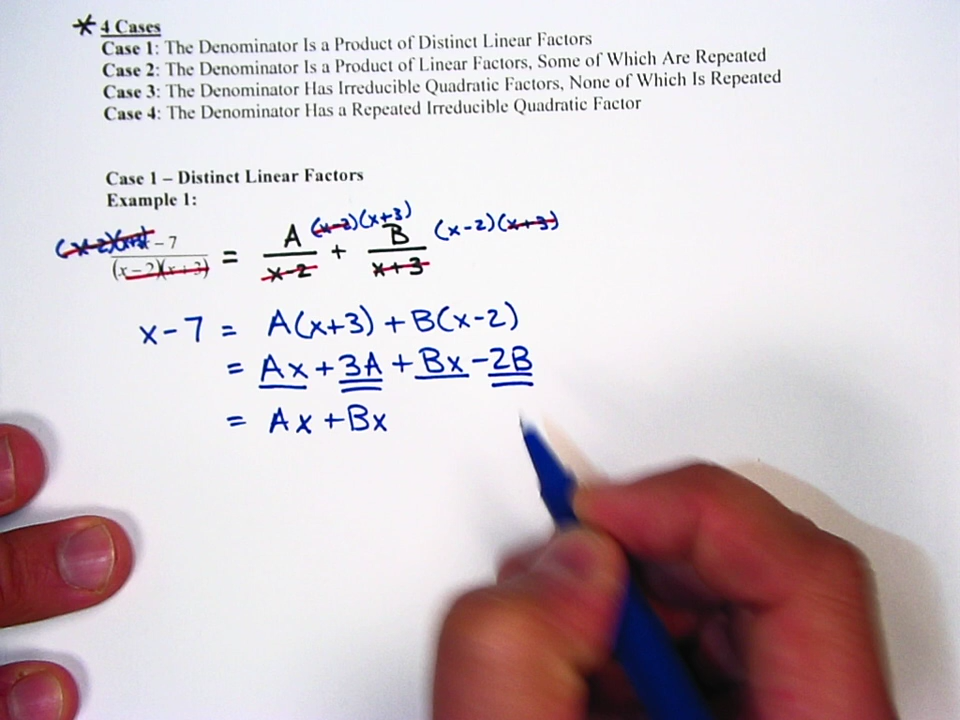 * 4 Cases
Case 1: The Denominator Is a Product of Distinct Linear Factors
Case 2: The Denominator Is a Product of Linear Factors, Some of Which Are Repeated
Case 3: The Denominator Has Irreducible Quadratic Factors, None of Which Is Repeated
Case 4: The Denominator Has a Repeated Irreducible Quadratic Factor
Case 1 – Distinct Linear Factors
Example 1:
(x-2)(x+3) x – 7 = A (x-2)(x+3) + B (x-2)(x+3)
(x – 2)(x + 3) x-2 x+3
x-7 = A(x+3) + B(x-2)
= Ax + 3A + Bx - 2B
= Ax + Bx